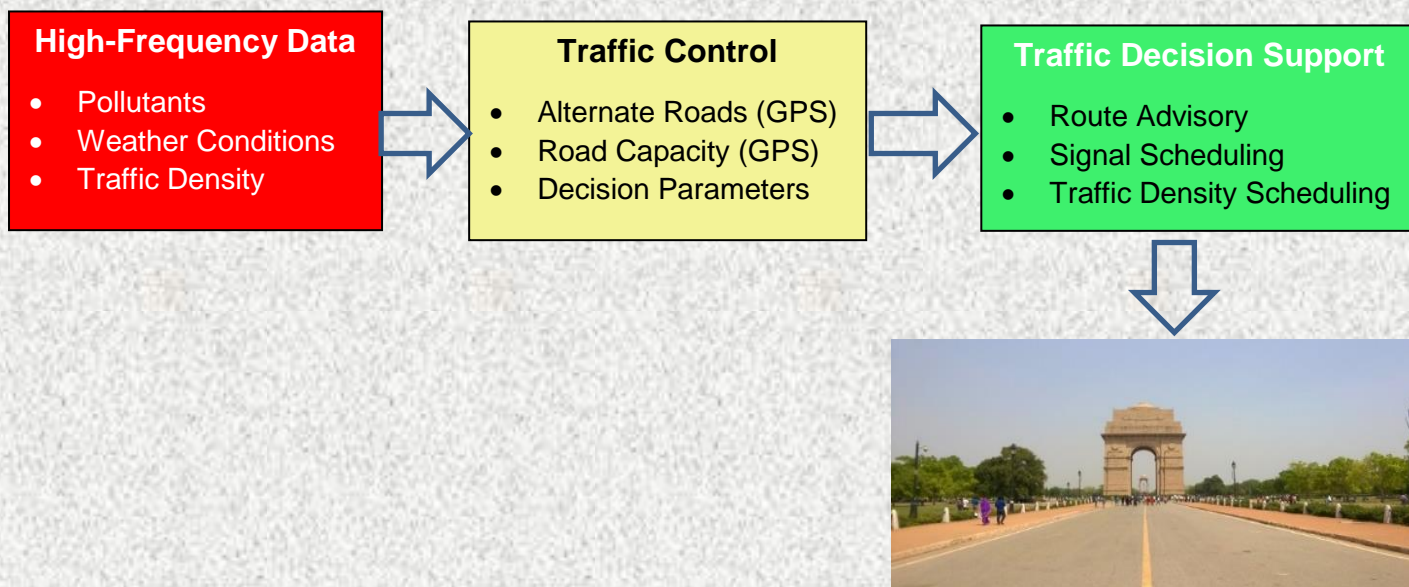 High-Frequency Data
• Pollutants
• Weather Conditions
• Traffic Density
Traffic Control
• Alternate Roads (GPS)
• Road Capacity (GPS)
• Decision Parameters
Traffic Decision Support
• Route Advisory
• Signal Scheduling
• Traffic Density Scheduling